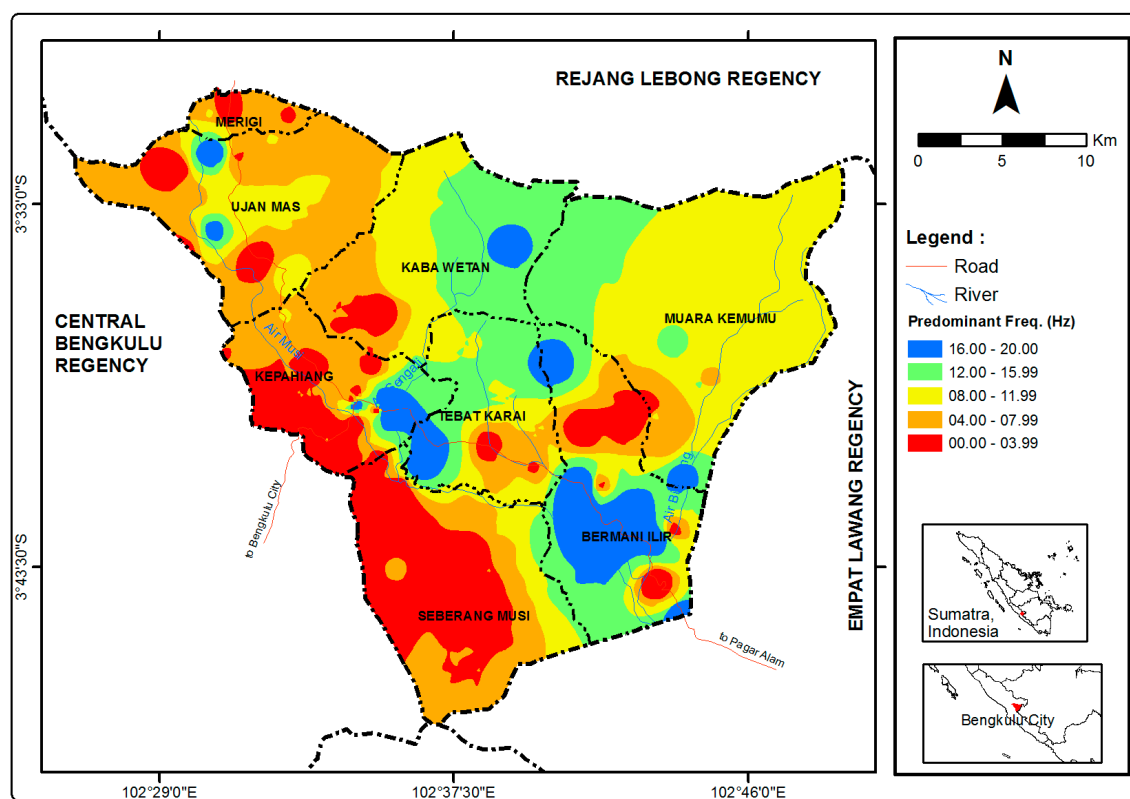 REJANG LEBONG REGENCY
MERIGI
UJAN MAS
KABA WETAN
MUARA KEMUMU
CENTRAL
BENGKULU
REGENCY
Air Musi
KEPAHIANG
TEBAT KARAI
EMPAT LAWANG REGENCY
to Bengkulu City
BERMANI ILIR
SEBERANG MUSI
to Pagar Alam
3°33'0"S
3°43'30"S
102°29'0"E
102°37'30"E
102°46'0"E
N
Km
0 5 10
Legend :
Road
River
Predominant Freq. (Hz)
16.00 - 20.00
12.00 - 15.99
08.00 - 11.99
04.00 - 07.99
00.00 - 03.99
Sumatra,
Indonesia
Bengkulu City